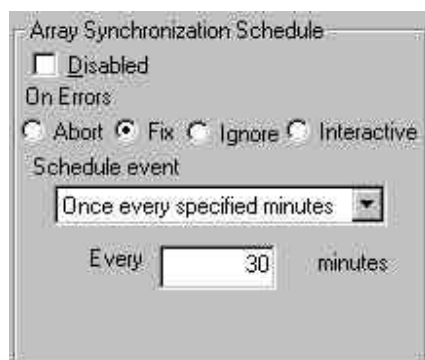 Array Synchronization Schedule
Disabled
On Errors
Abort Fix Ignore Interactive
Schedule event
Once every specified minutes
Every 30 minutes